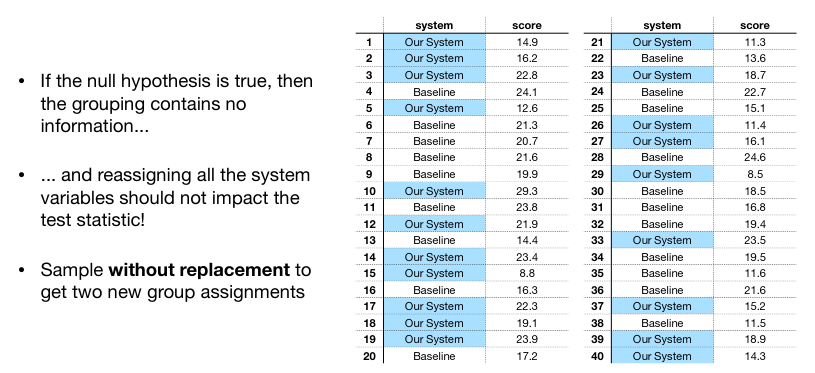 • If the null hypothesis is true, then
the grouping contains no
information...
• ... and reassigning all the system
variables should not impact the
test statistic!
• Sample without replacement to
get two new group assignments
system score
1 Our System 14.9
2 Our System 16.2
3 Our System 22.8
4 Baseline 24.1
5 Our System 12.6
6 Baseline 21.3
7 Baseline 20.7
8 Baseline 21.6
9 Baseline 19.9
10 Our System 29.3
11 Baseline 23.8
12 Our System 21.9
13 Baseline 14.4
14 Our System 23.4
15 Our System 8.8
16 Baseline 16.3
17 Our System 22.3
18 Our System 19.1
19 Our System 23.9
20 Baseline 17.2
system score
21 Our System 11.3
22 Baseline 13.6
23 Our System 18.7
24 Baseline 22.7
25 Baseline 15.1
26 Our System 11.4
27 Our System 16.1
28 Baseline 24.6
29 Our System 8.5
30 Baseline 18.5
31 Baseline 16.8
32 Baseline 19.4
33 Our System 23.5
34 Baseline 19.5
35 Baseline 11.6
36 Baseline 21.6
37 Our System 15.2
38 Baseline 11.5
39 Our System 18.9
40 Our System 14.3